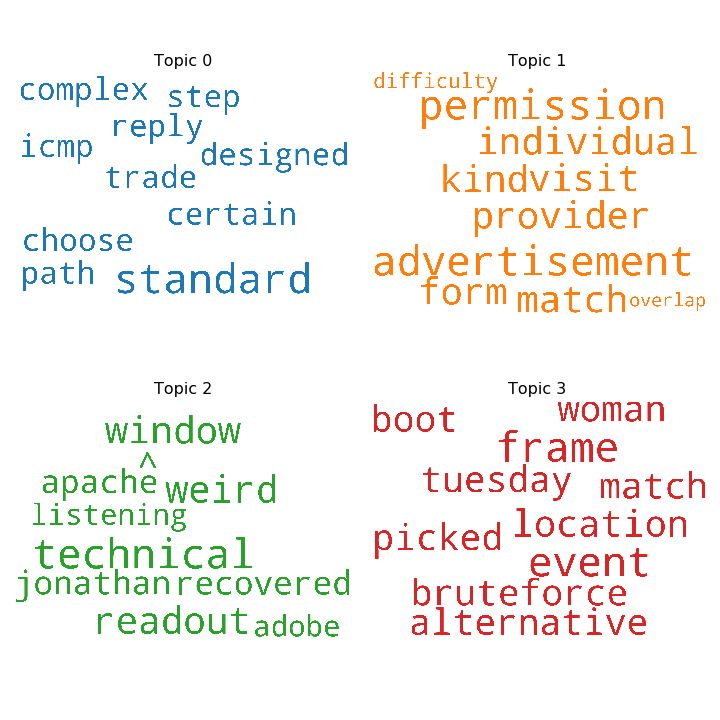 Topic 0
complex
step
reply
icmp
designed
trade
certain
choose
path
standard
Topic 1
difficulty
permission
individual
kind
visit
provider
advertisement
form
match
overlap
Topic 2
window
^
apache
weird
listening
technical
jonathan
recovered
readout
adobe
Topic 3
woman
boot
frame
tuesday
match
location
picked
event
bruteforce
alternative